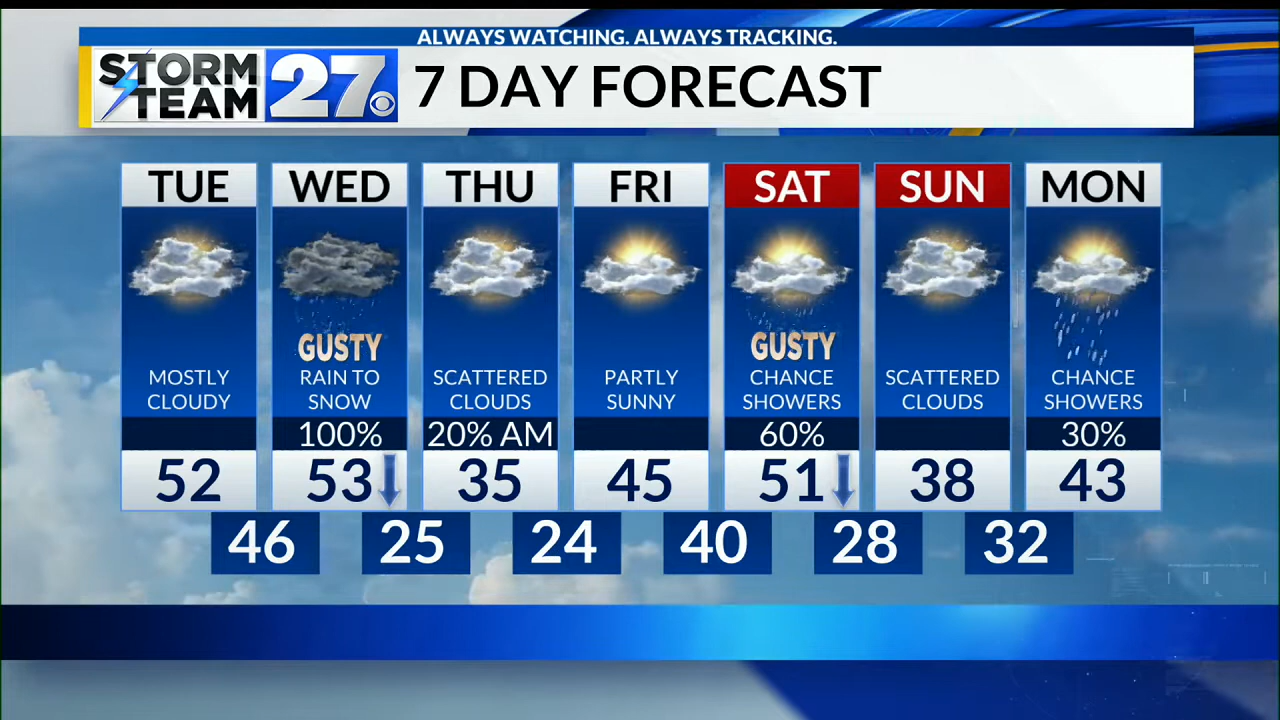 ALWAYS WATCHING. ALWAYS TRACKING.
STORM
TEAM
27
7 DAY FORECAST
TUE
WED
THU
FRI
SAT
SUN
MON
GUSTY
GUSTY
MOSTLY
CLOUDY
RAIN TO
SNOW
SCATTERED
CLOUDS
PARTLY
SUNNY
CHANCE
SHOWERS
SCATTERED
CLOUDS
CHANCE
SHOWERS
100%
20% AM
60%
30%
52
53
35
45
51
38
43
46
25
24
40
28
32